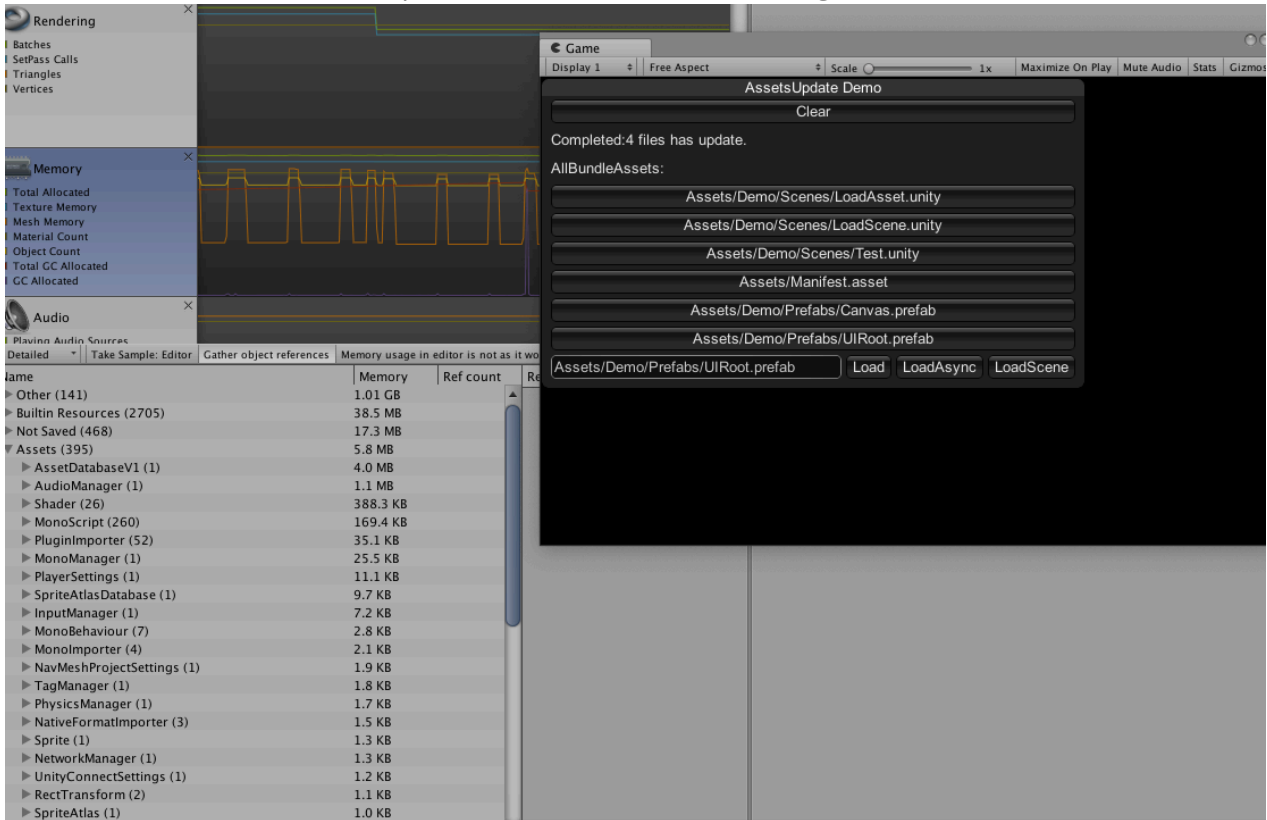 Rendering
Batches
SetPass Calls
Triangles
Vertices
Memory
Total Allocated
Texture Memory
Mesh Memory
Material Count
Object Count
Total GC Allocated
GC Allocated
Audio
Playing Audio Sources
Detailed Take Sample: Editor Gather object references Memory usage in editor is not as it
Memory Ref count
Other (141) 1.01 GB
Builtin Resources (2705) 38.5 MB
Not Saved (468) 17.3 MB
Assets (395) 5.8 MB
AssetDatabaseV1 (1) 4.0 MB
AudioManager (1) 1.1 MB
Shader (26) 388.3 KB
MonoScript (260) 169.4 KB
PluginImporter (52) 35.1 KB
MonoManager (1) 25.5 KB
PlayerSettings (1) 11.1 KB
SpriteAtlasDatabase (1) 9.7 KB
InputManager (1) 7.2 KB
MonoBehaviour (7) 2.8 KB
MonoImporter (4) 2.1 KB
NavMeshProjectSettings (1) 1.9 KB
TagManager (1) 1.8 KB
PhysicsManager (1) 1.7 KB
NativeFormatImporter (3) 1.5 KB
Sprite (1) 1.3 KB
NetworkManager (1) 1.3 KB
UnityConnectSettings (1) 1.2 KB
RectTransform (2) 1.1 KB
SpriteAtlas (1) 1.0 KB
Game
Display 1 Free Aspect Scale 1x Maximize On Play Mute Audio Stats Gizmos
AssetsUpdate Demo
Clear
Completed:4 files has update.
AllBundleAssets:
Assets/Demo/Scenes/LoadAsset.unity
Assets/Demo/Scenes/LoadScene.unity
Assets/Demo/Scenes/Test.unity
Assets/Manifest.asset
Assets/Demo/Prefabs/Canvas.prefab
Assets/Demo/Prefabs/UIRoot.prefab
Assets/Demo/Prefabs/UIRoot.prefab Load LoadAsync LoadScene